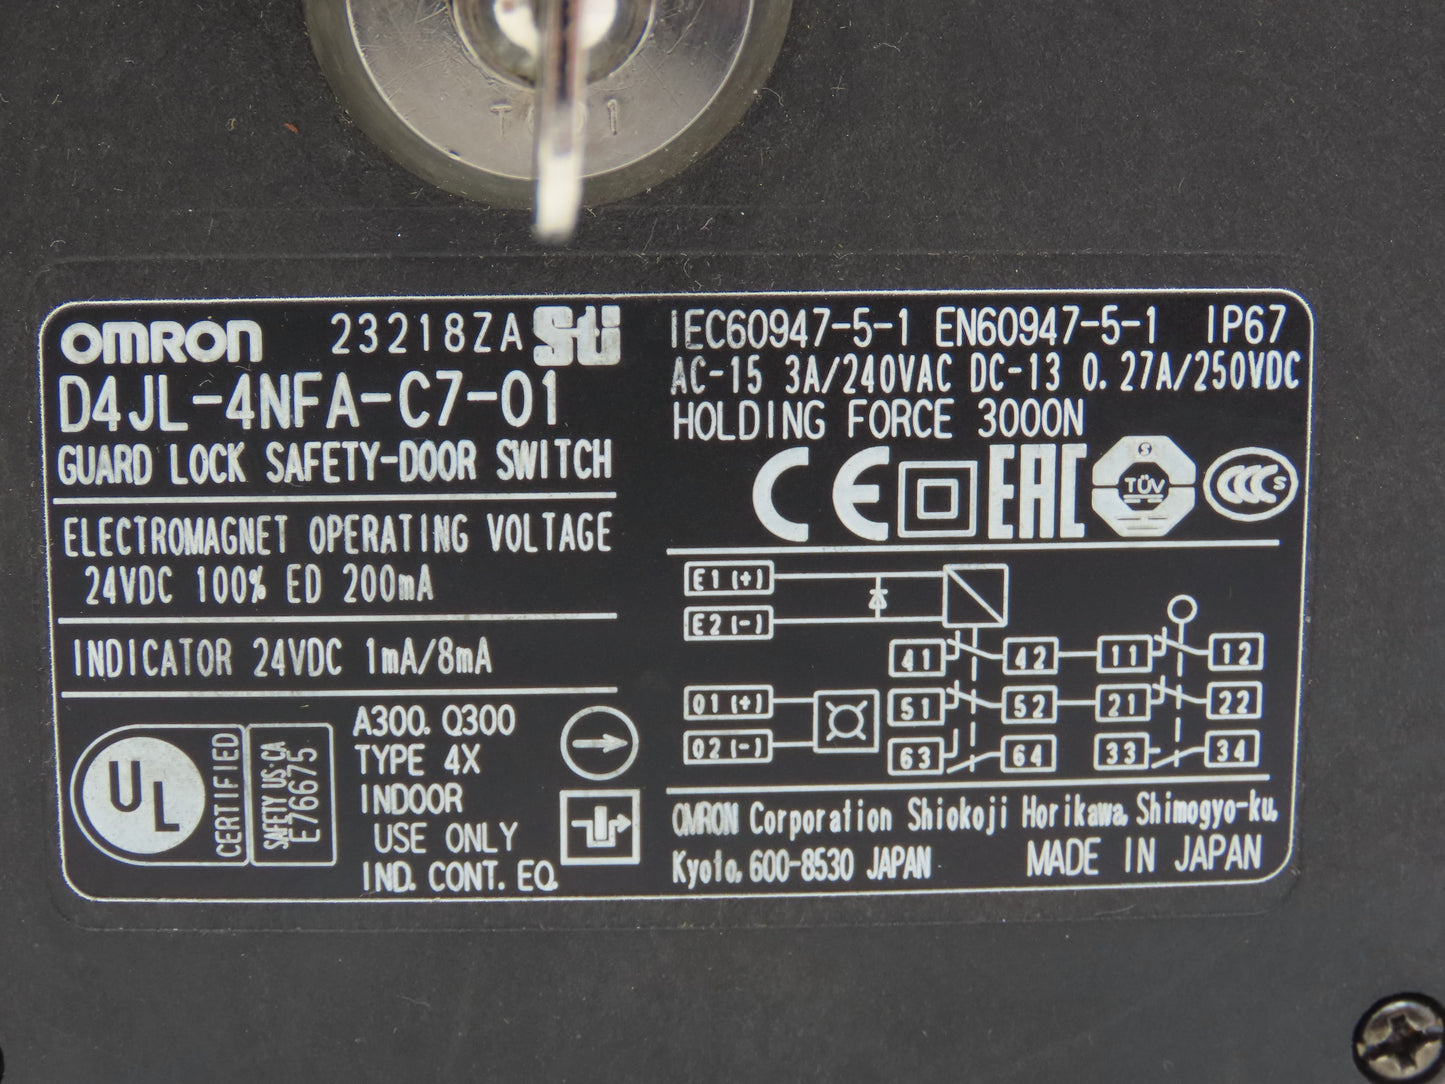 T001
OMRON 23218ZA Sti
D4JL-4NFA-C7-01
GUARD LOCK SAFETY-DOOR SWITCH
ELECTROMAGNET OPERATING VOLTAGE
24VDC 100% ED 200mA
INDICATOR 24VDC 1mA/8mA
UL
CERTIFIED
SAFETY US-CA
E76675
A300. Q300
TYPE 4X
INDOOR
USE ONLY
IND. CONT. EQ.
IEC60947-5-1 EN60947-5-1 IP67
AC-15 3A/240VAC DC-13 0.27A/250VDC
HOLDING FORCE 3000N
CE EAC S TÜV CCC S
E1 (+)
E2 (-)
41 42 11 12
01 (+) 51 52 21 22
02 (-) 63 64 33 34
OMRON Corporation Shiokoji Horikawa, Shimogyo-ku,
Kyoto, 600-8530 JAPAN MADE IN JAPAN